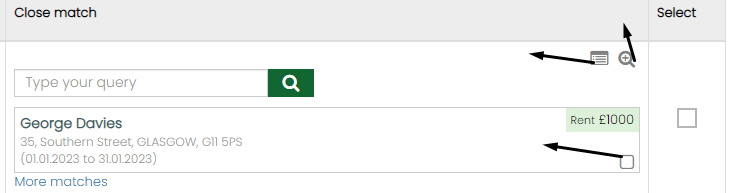 Close match
Select
Type your query
George Davies
Rent £1000
35, Southern Street, GLASGOW, G11 5PS
(01.01.2023 to 31.01.2023)
More matches